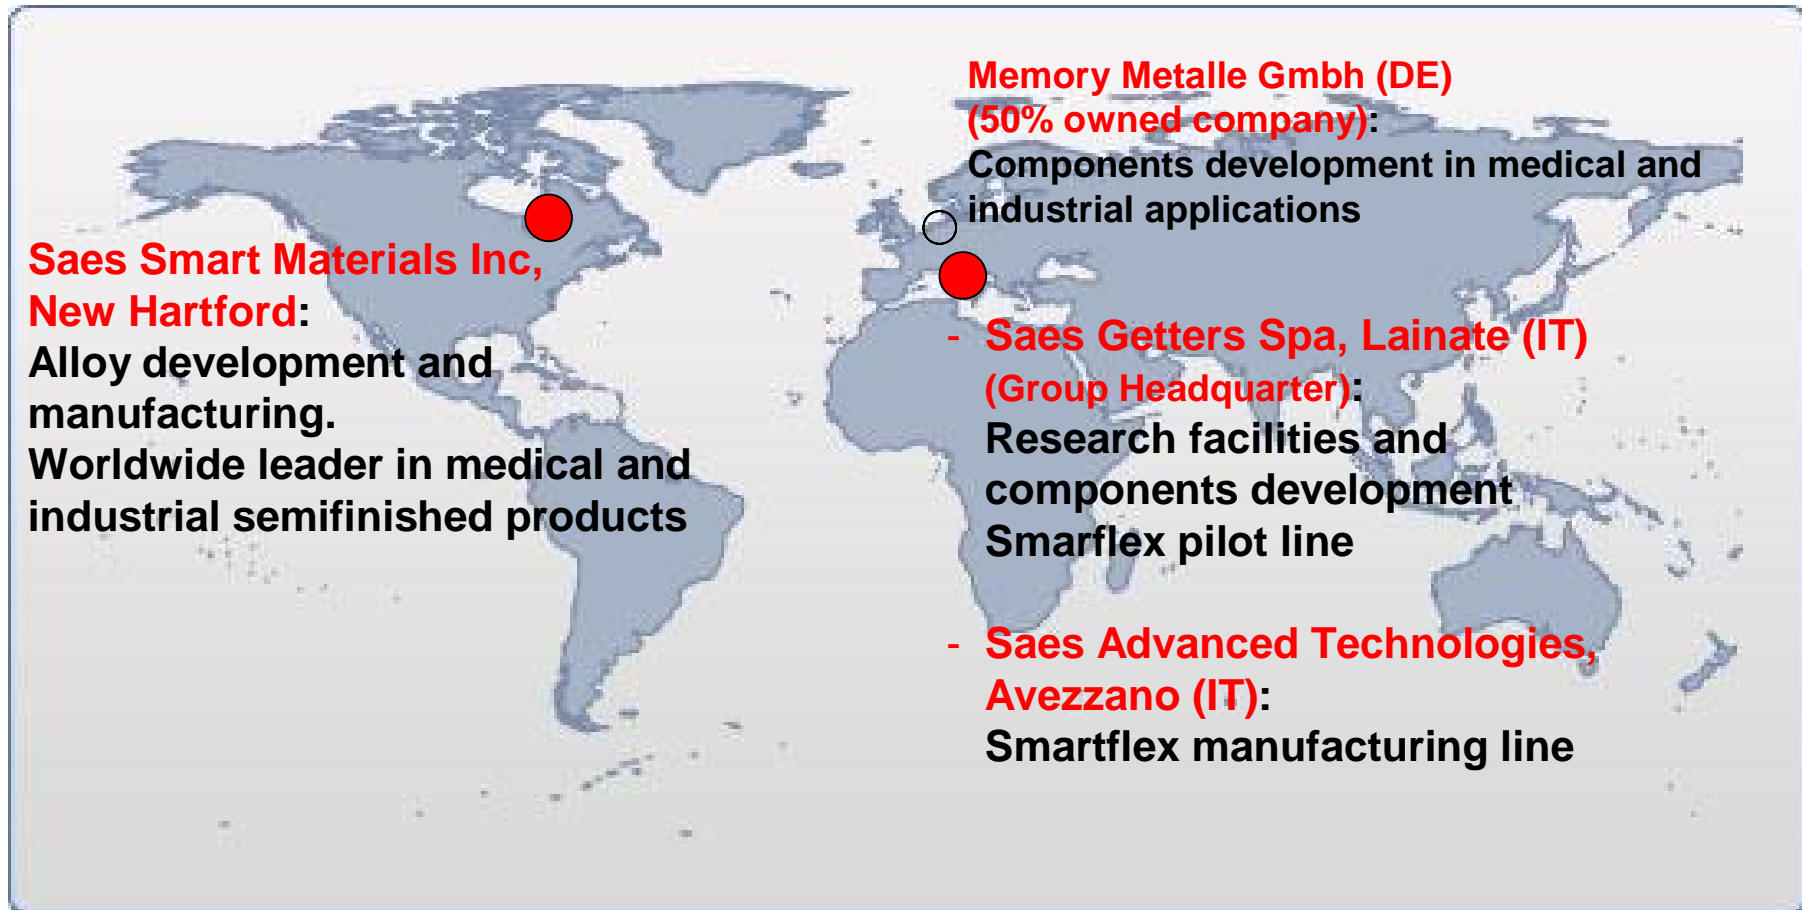 Memory Metalle Gmbh (DE)
(50% owned company):
Components development in medical and
industrial applications
Saes Smart Materials Inc,
New Hartford:
Alloy development and
manufacturing.
Worldwide leader in medical and
industrial semifinished products
- Saes Getters Spa, Lainate (IT)
(Group Headquarter):
Research facilities and
components development
Smarflex pilot line
- Saes Advanced Technologies,
Avezzano (IT):
Smartflex manufacturing line